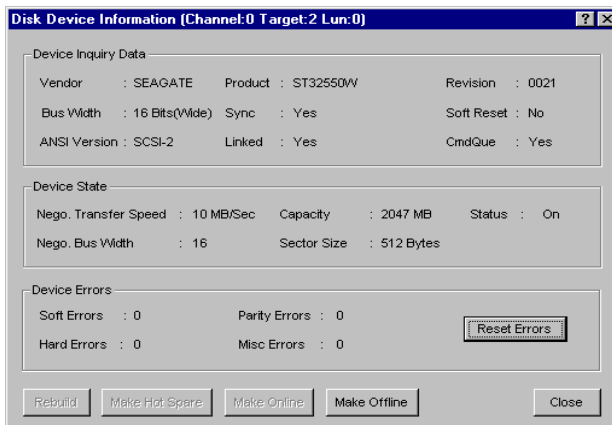 Disk Device Information (Channel:0 Target:2 Lun:0)
Device Inquiry Data
Vendor : SEAGATE Product : ST32550W Revision : 0021
Bus Width : 16 Bits(Wide) Sync : Yes Soft Reset : No
ANSI Version : SCSI-2 Linked : Yes CmdQue : Yes
Device State
Nego. Transfer Speed : 10 MB/Sec Capacity : 2047 MB Status : On
Nego. Bus Width : 16 Sector Size : 512 Bytes
Device Errors
Soft Errors : 0 Parity Errors : 0
Reset Errors
Hard Errors : 0 Misc Errors : 0
Rebuild Make Hot Spare Make Online Make Offline Close